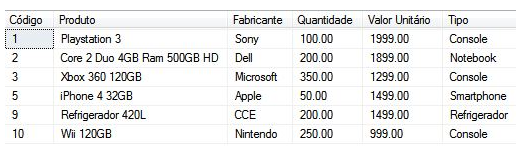 Código Produto Fabricante Quantidade Valor Unitário Tipo
1 Playstation 3 Sony 100.00 1999.00 Console
2 Core 2 Duo 4GB Ram 500GB HD Dell 200.00 1899.00 Notebook
3 Xbox 360 120GB Microsoft 350.00 1299.00 Console
5 iPhone 4 32GB Apple 50.00 1499.00 Smartphone
9 Refrigerador 420L CCE 200.00 1499.00 Refrigerador
10 Wii 120GB Nintendo 250.00 999.00 Console